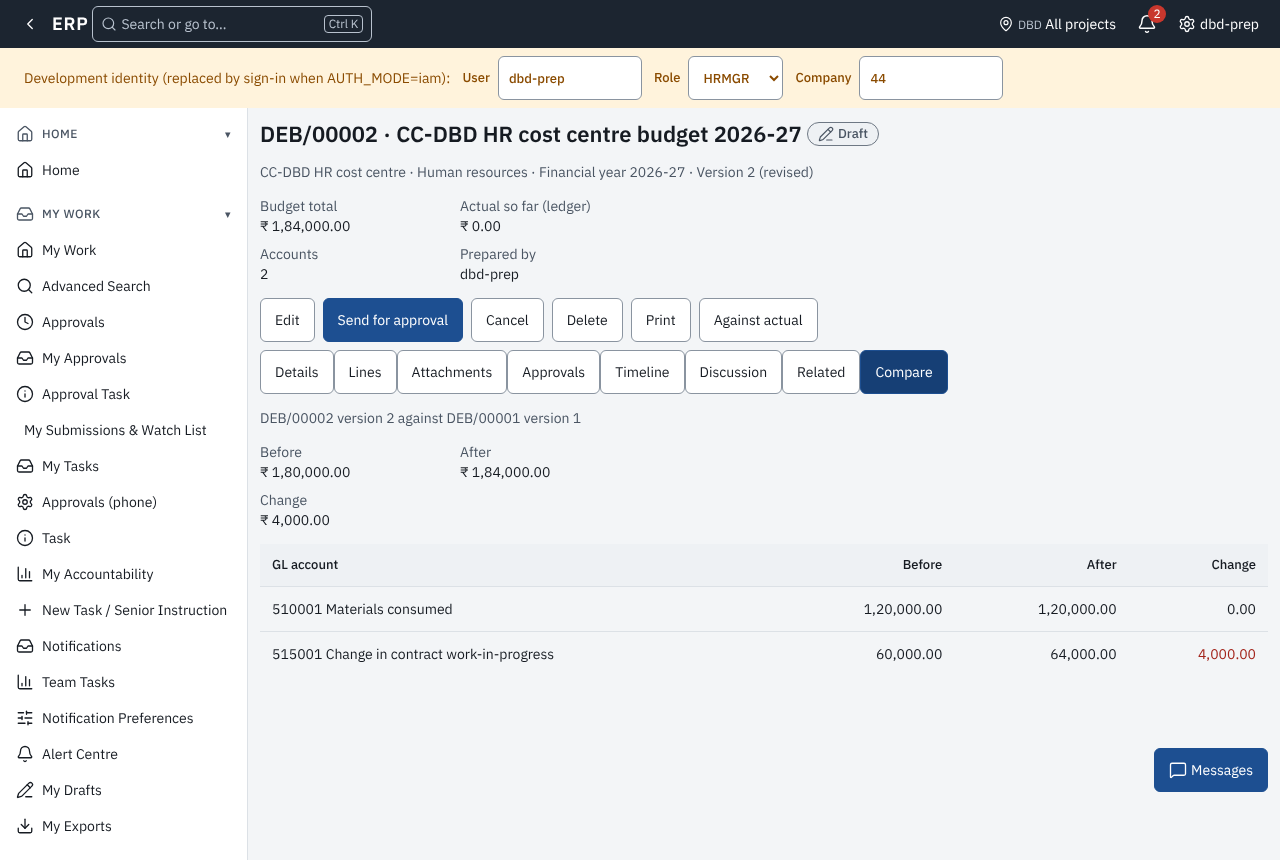 ERP
Search or go to... Ctrl K
DBD All projects
2
dbd-prep
Development identity (replaced by sign-in when AUTH_MODE=iam): User dbd-prep Role HRMGR Company 44
HOME
Home
MY WORK
My Work
Advanced Search
Approvals
My Approvals
Approval Task
My Submissions & Watch List
My Tasks
Approvals (phone)
Task
My Accountability
New Task / Senior Instruction
Notifications
Team Tasks
Notification Preferences
Alert Centre
My Drafts
My Exports
DEB/00002 · CC-DBD HR cost centre budget 2026-27 Draft
CC-DBD HR cost centre · Human resources · Financial year 2026-27 · Version 2 (revised)
Budget total Actual so far (ledger)
₹ 1,84,000.00 ₹ 0.00
Accounts Prepared by
2 dbd-prep
Edit Send for approval Cancel Delete Print Against actual
Details Lines Attachments Approvals Timeline Discussion Related Compare
DEB/00002 version 2 against DEB/00001 version 1
Before After
₹ 1,80,000.00 ₹ 1,84,000.00
Change
₹ 4,000.00
GL account Before After Change
510001 Materials consumed 1,20,000.00 1,20,000.00 0.00
515001 Change in contract work-in-progress 60,000.00 64,000.00 4,000.00
Messages